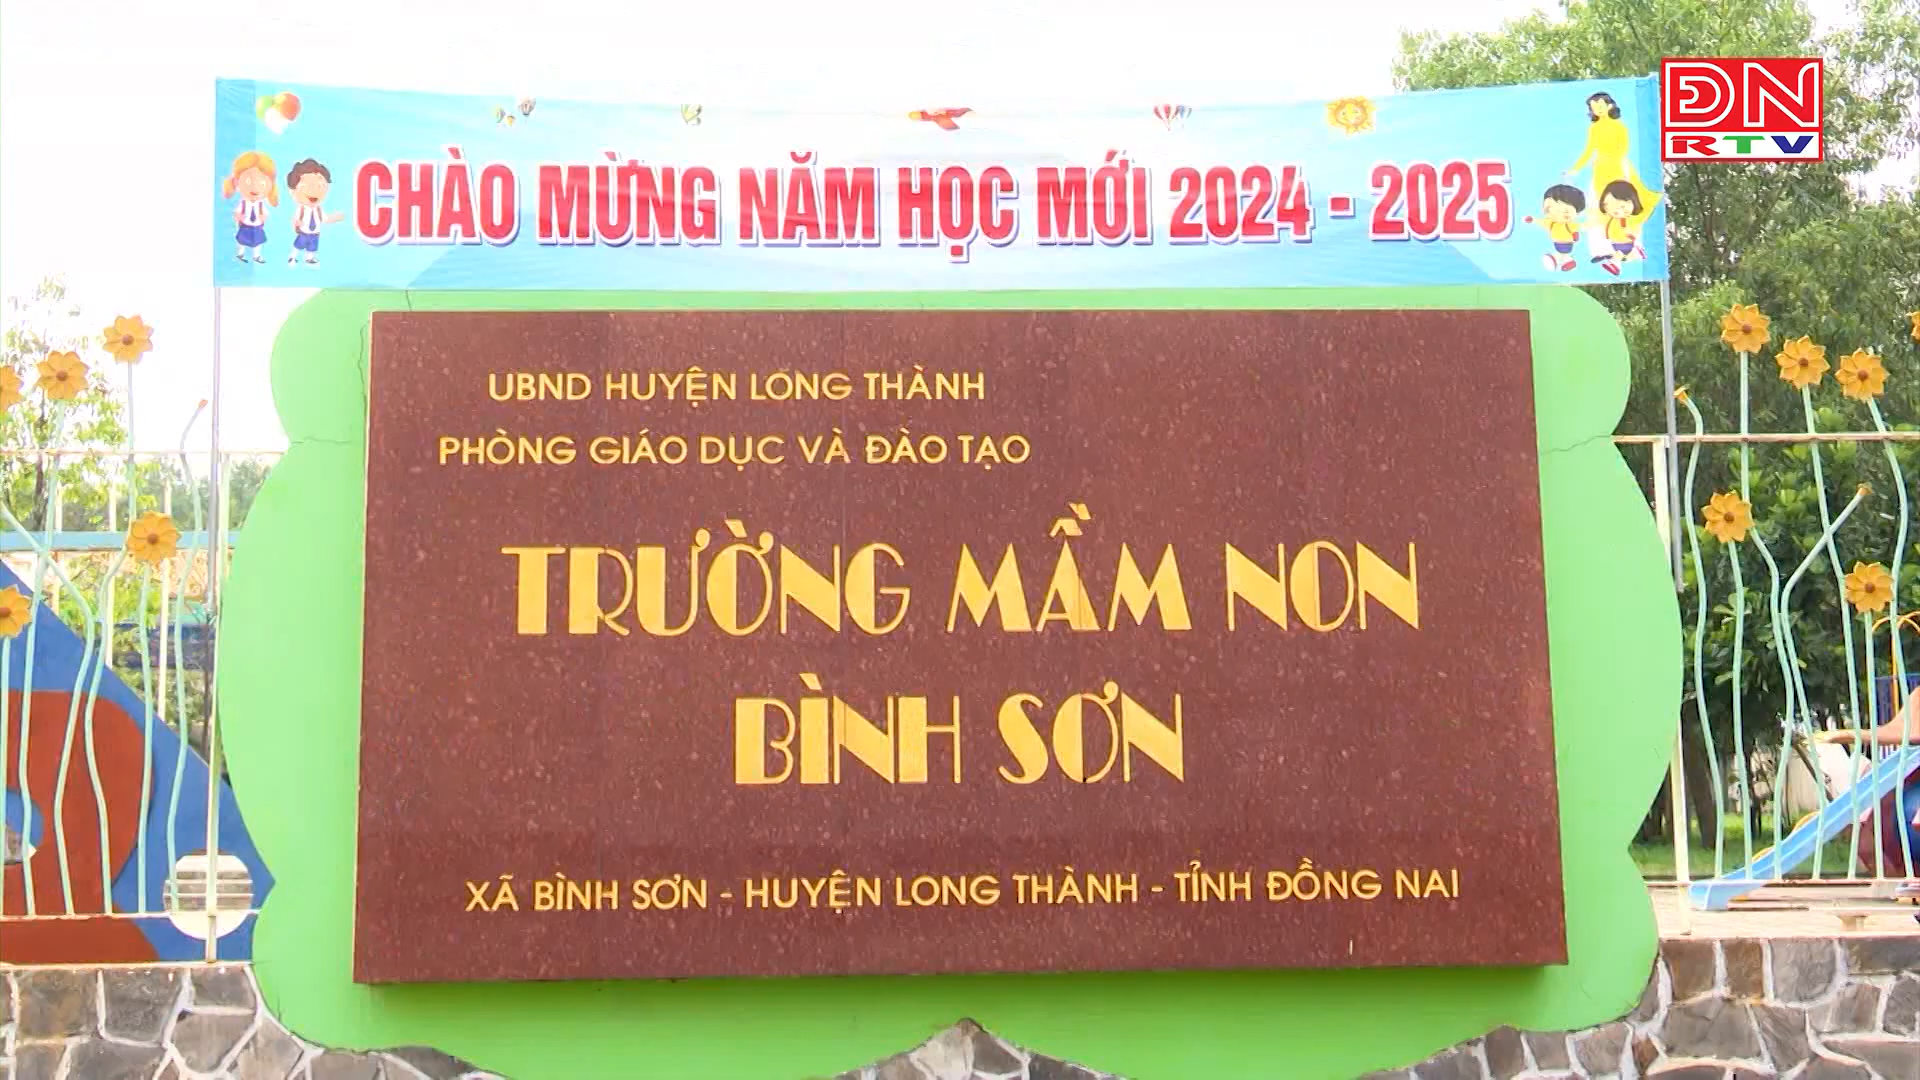 ĐN
RTV
CHÀO MỪNG NĂM HỌC MỚI 2024 - 2025
UBND HUYỆN LONG THÀNH
PHÒNG GIÁO DỤC VÀ ĐÀO TẠO
TRƯỜNG MẦM NON
BÌNH SƠN
XÃ BÌNH SƠN - HUYỆN LONG THÀNH - TỈNH ĐỒNG NAI